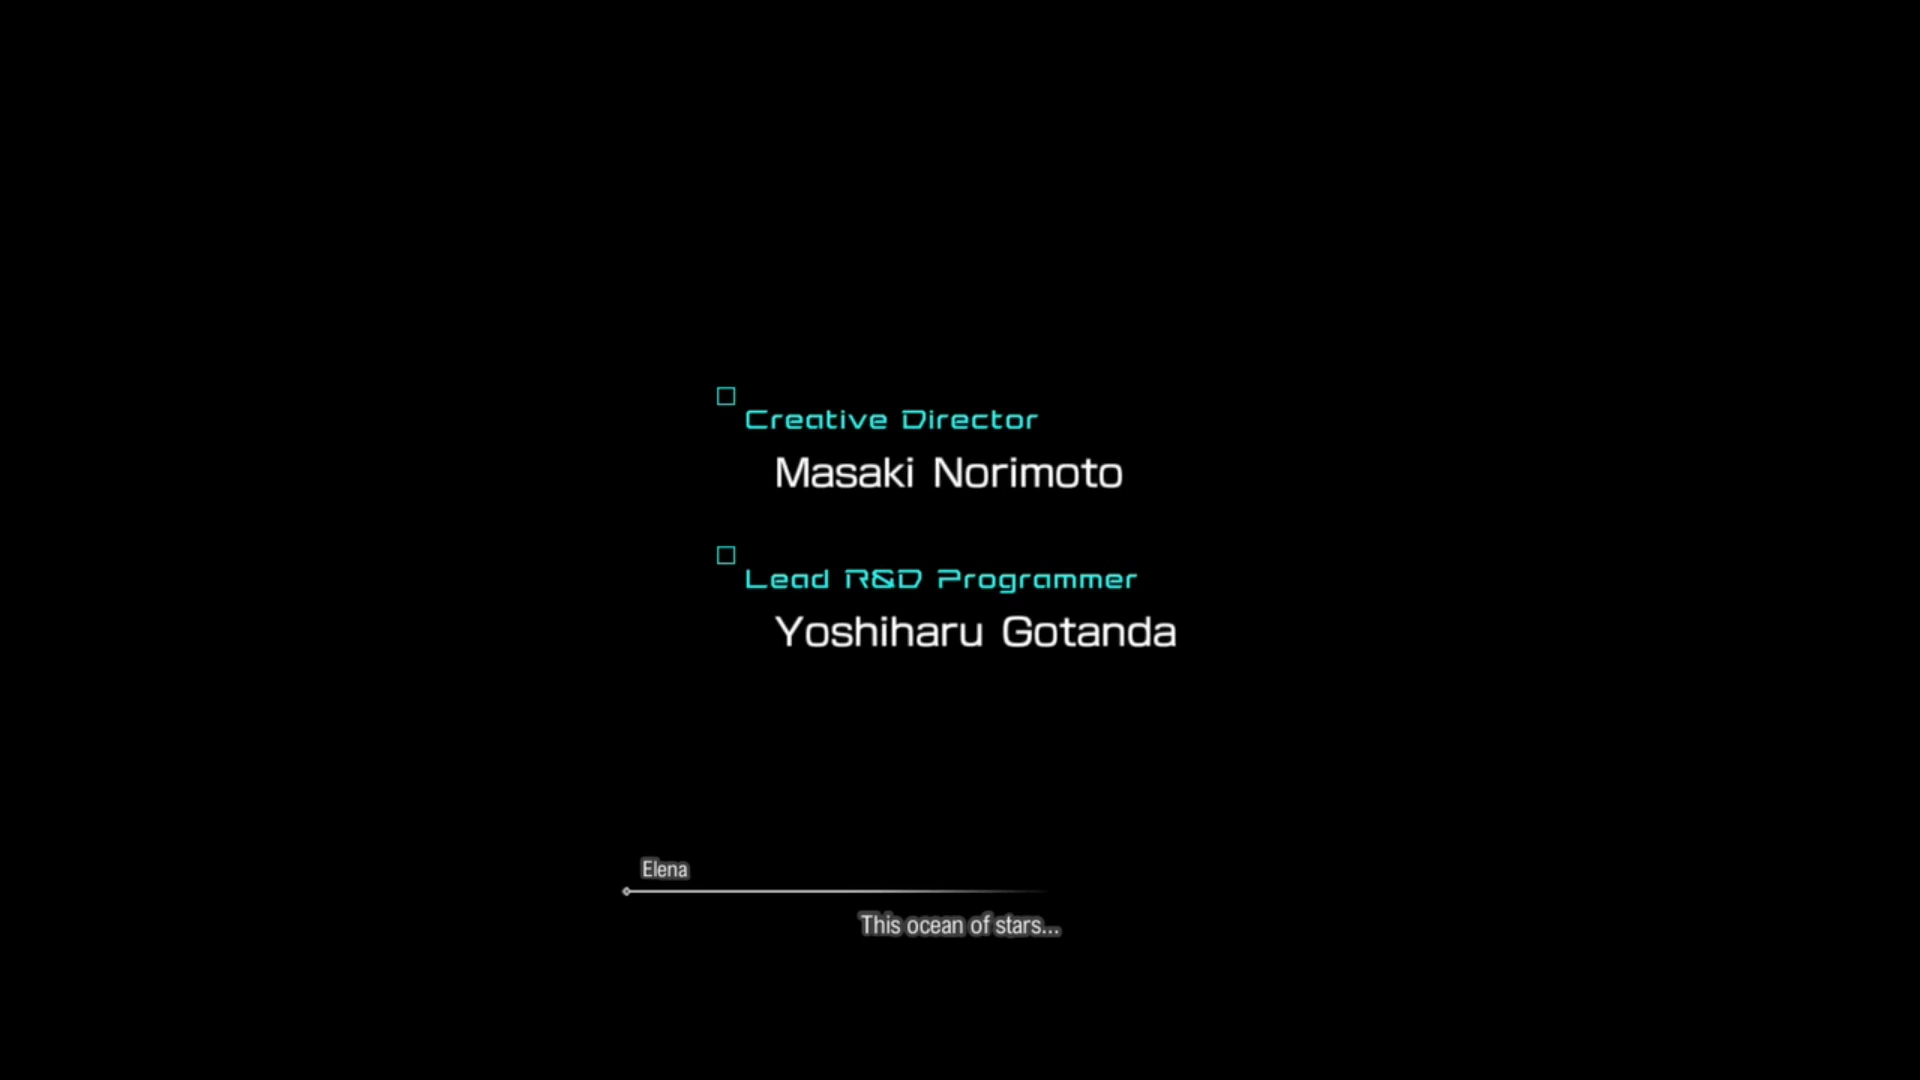 Creative Director
Masaki Norimoto
Lead R&D Programmer
Yoshiharu Gotanda
Elena
This ocean of stars...